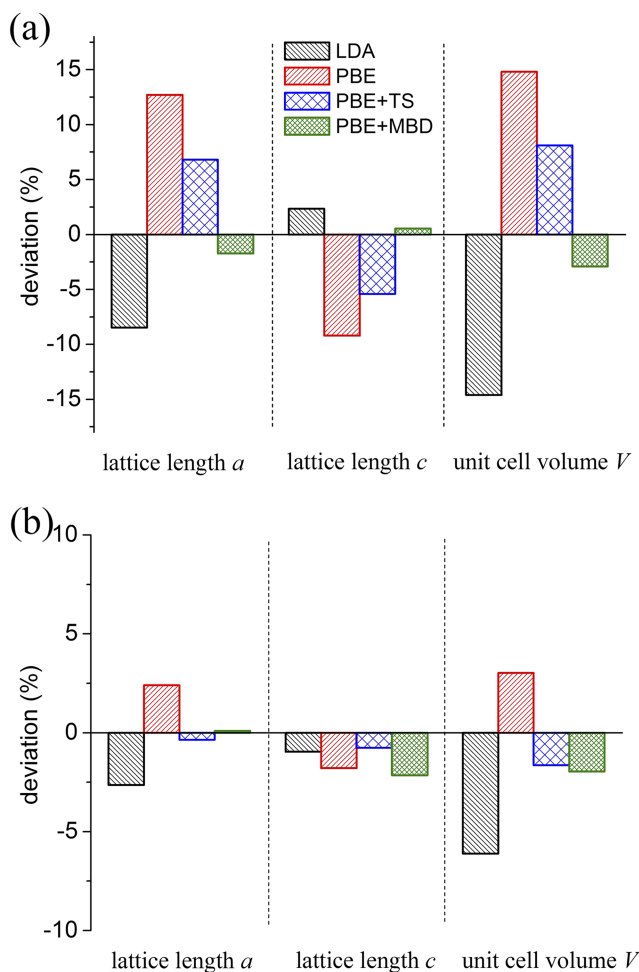 (a)
LDA
PBE
PBE+TS
PBE+MBD
15
10
5
0
-5
-10
-15
deviation (%)
lattice length a
lattice length c
unit cell volume V
(b)
10
5
0
-5
-10
deviation (%)
lattice length a
lattice length c
unit cell volume V